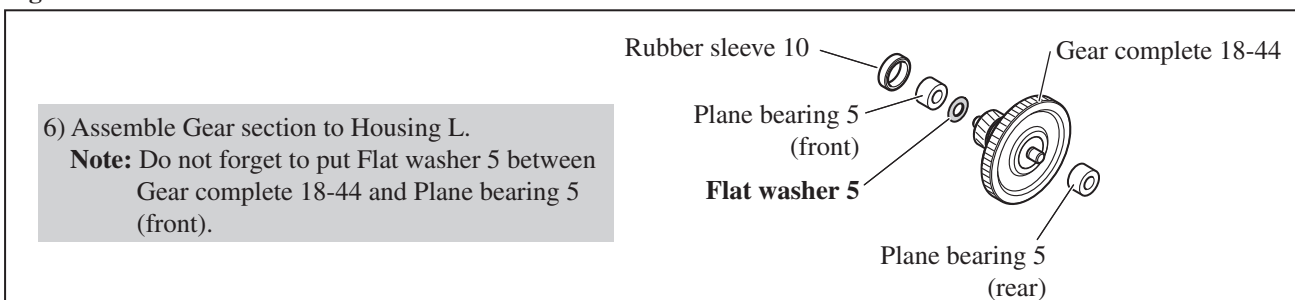 6) Assemble Gear section to Housing L.
Note: Do not forget to put Flat washer 5 between
Gear complete 18-44 and Plane bearing 5
(front).
Rubber sleeve 10
Gear complete 18-44
Plane bearing 5
(front)
Flat washer 5
Plane bearing 5
(rear)